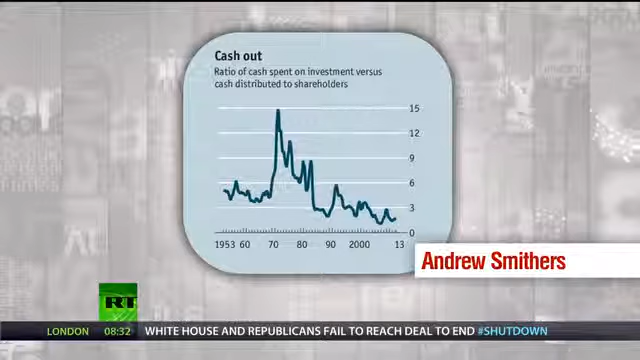 Cash out
Ratio of cash spent on investment versus
cash distributed to shareholders
15
12
9
6
3
0
1953 60 70 80 90 2000 13
Andrew Smithers
RT
LONDON 08:32 WHITE HOUSE AND REPUBLICANS FAIL TO REACH DEAL TO END #SHUTDOWN